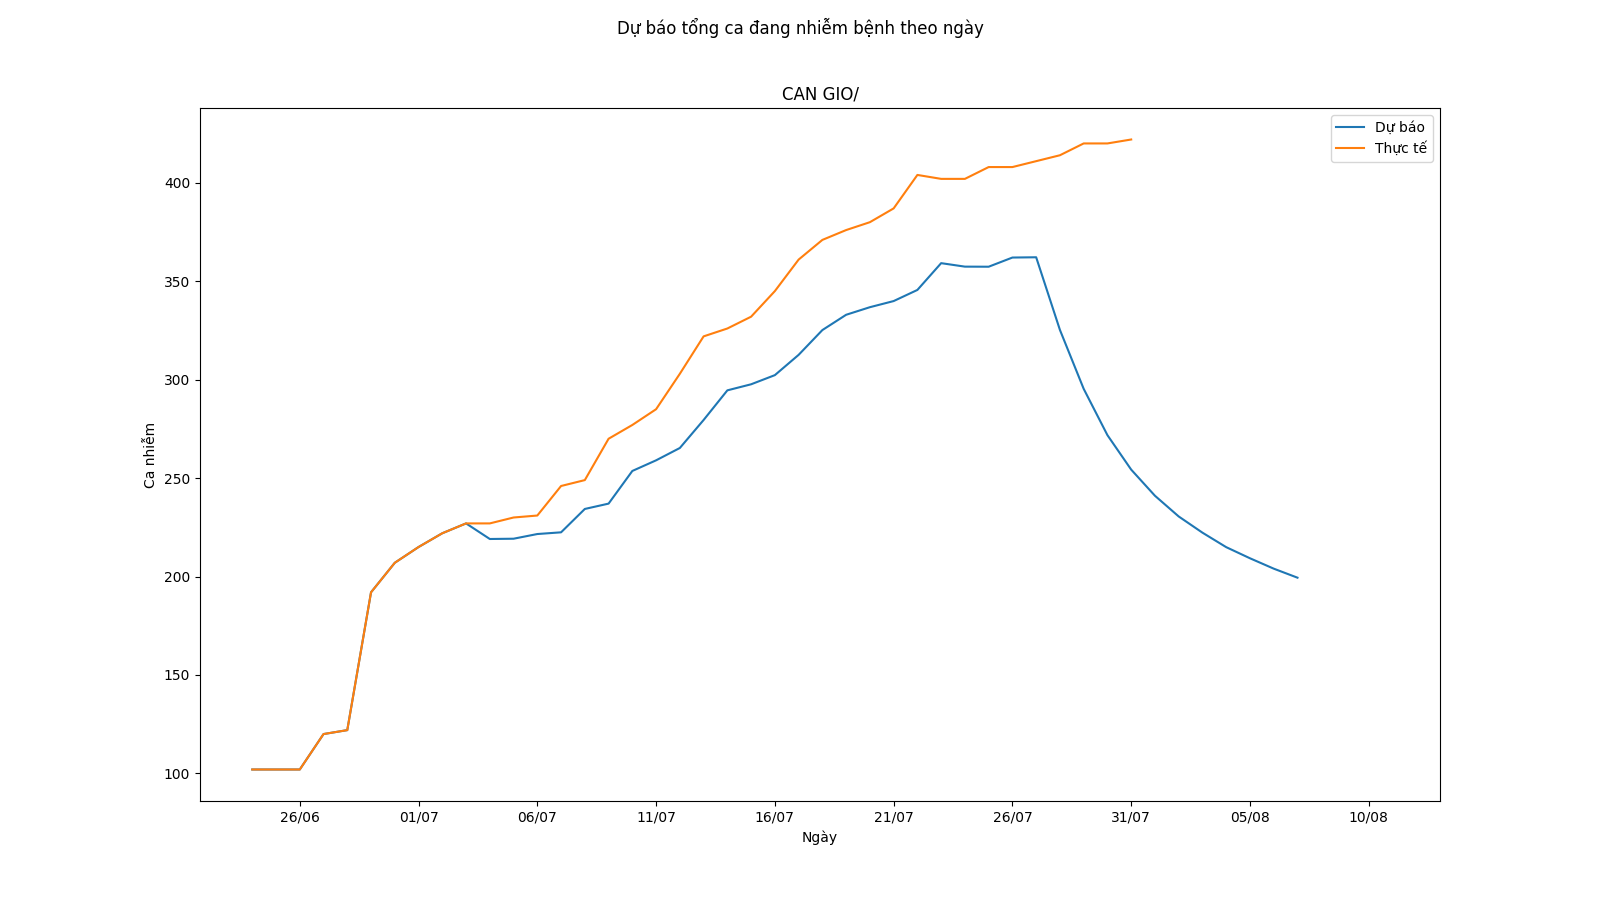 Dự báo tổng ca đang nhiễm bệnh theo ngày
CAN GIO/
Dự báo
Thực tế
400
350
300
250
200
150
100
Ca nhiễm
26/06
01/07
06/07
11/07
16/07
21/07
26/07
31/07
05/08
10/08
Ngày